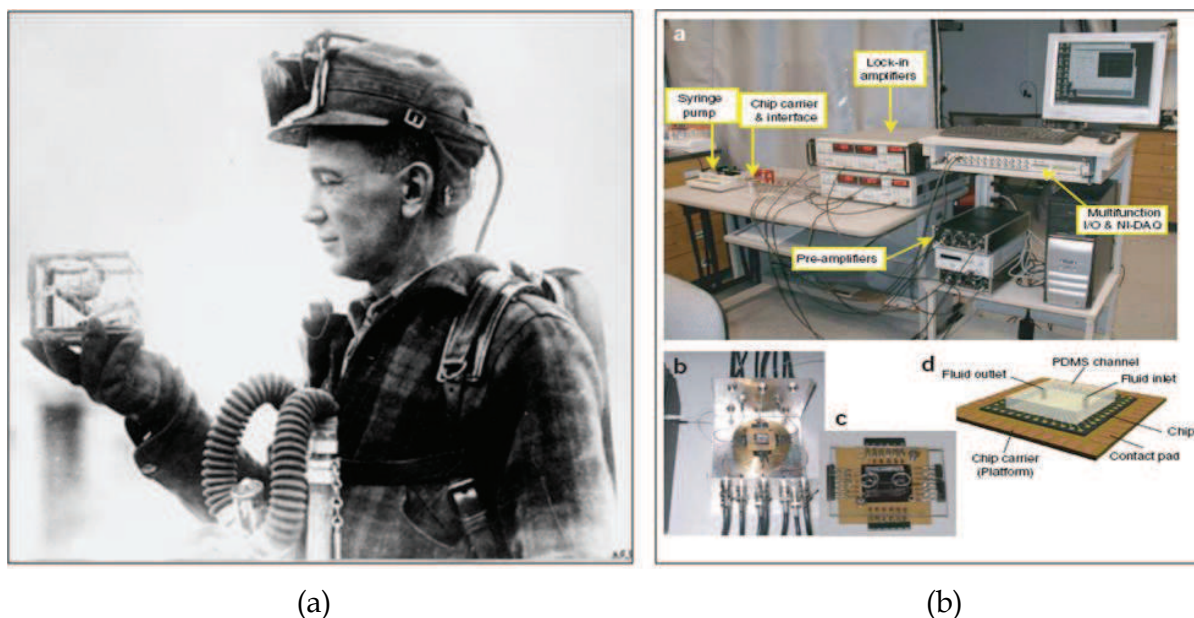 a
Lock-in
amplifiers
Syringe
pump
Chip carrier
& interface
Multifunction
I/O & NI-DAQ
Pre-amplifiers
b
c
d
PDMS channel
Fluid outlet
Fluid inlet
Chip
Contact pad
Chip carrier
(Platform)
(a)
(b)